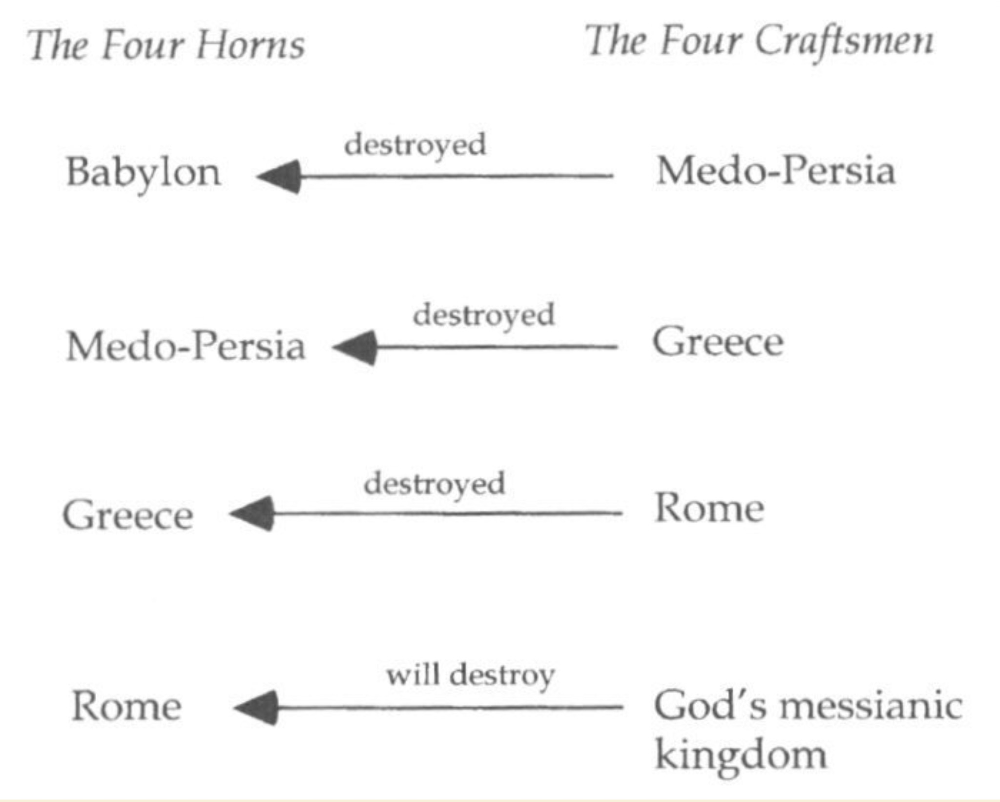 The Four Horns
The Four Craftsmen
destroyed
Babylon
Medo-Persia
destroyed
Medo-Persia
Greece
destroyed
Greece
Rome
will destroy
Rome
God's messianic
kingdom